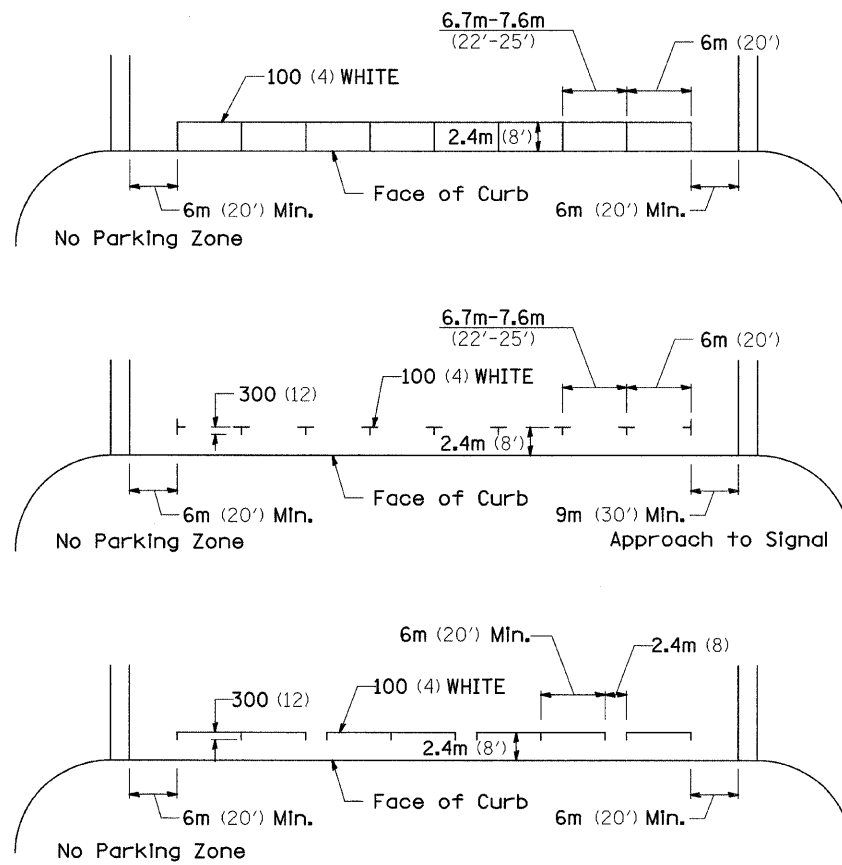 6.7m-7.6m
(22'-25')
6m (20')
100 (4) WHITE
2.4m (8')
Face of Curb
6m (20') Min.
6m (20') Min.
No Parking Zone
6.7m-7.6m
(22'-25')
6m (20')
300 (12)
100 (4) WHITE
2.4m (8')
Face of Curb
6m (20') Min.
9m (30') Min.
No Parking Zone
Approach to Signal
6m (20') Min.
2.4m (8)
300 (12)
100 (4) WHITE
2.4m (8')
Face of Curb
6m (20') Min.
6m (20') Min.
No Parking Zone